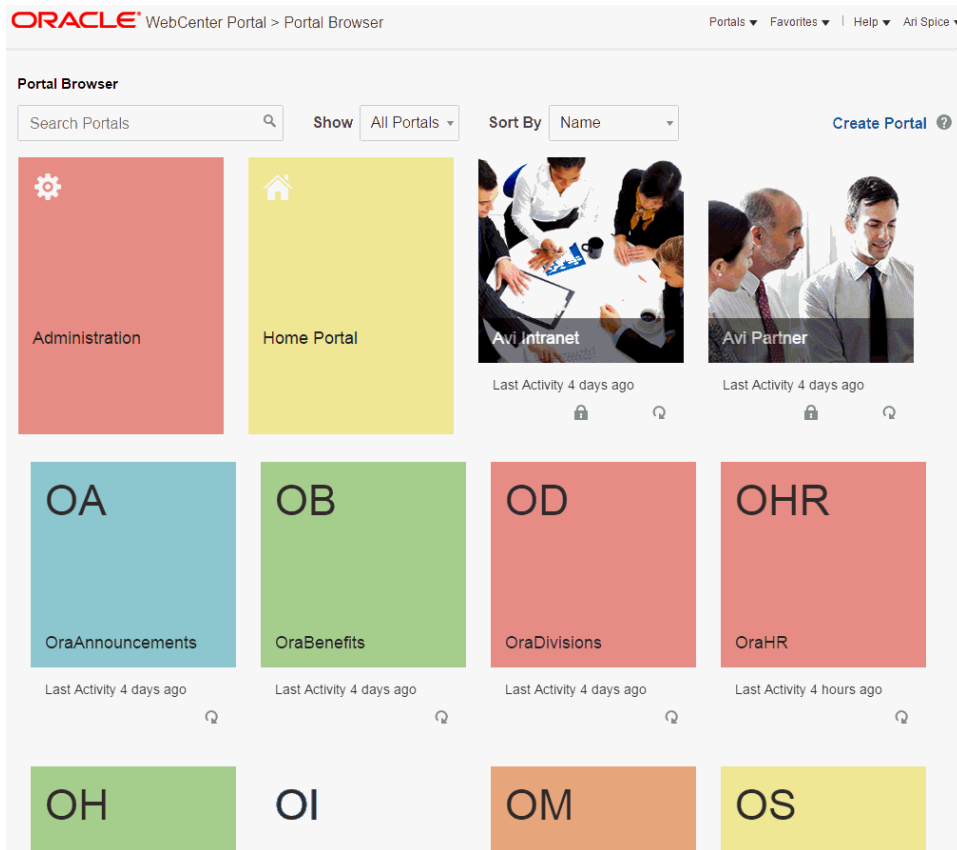 ORACLE® WebCenter Portal > Portal Browser
Portals Favorites Help Ari Spice
Portal Browser
Search Portals Show All Portals Sort By Name Create Portal ?
Administration Home Portal Avi Intranet Avi Partner
Last Activity 4 days ago Last Activity 4 days ago
OA OB OD OHR
OraAnnouncements OraBenefits OraDivisions OraHR
Last Activity 4 days ago Last Activity 4 days ago Last Activity 4 days ago Last Activity 4 hours ago
OH OI OM OS